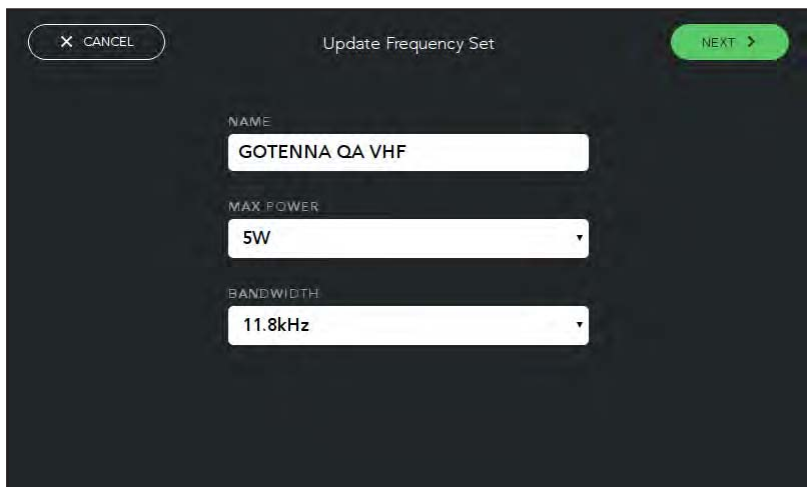 X CANCEL
Update Frequency Set
NEXT >
NAME
GOTENNA QA VHF
MAX POWER
5W
BANDWIDTH
11.8kHz